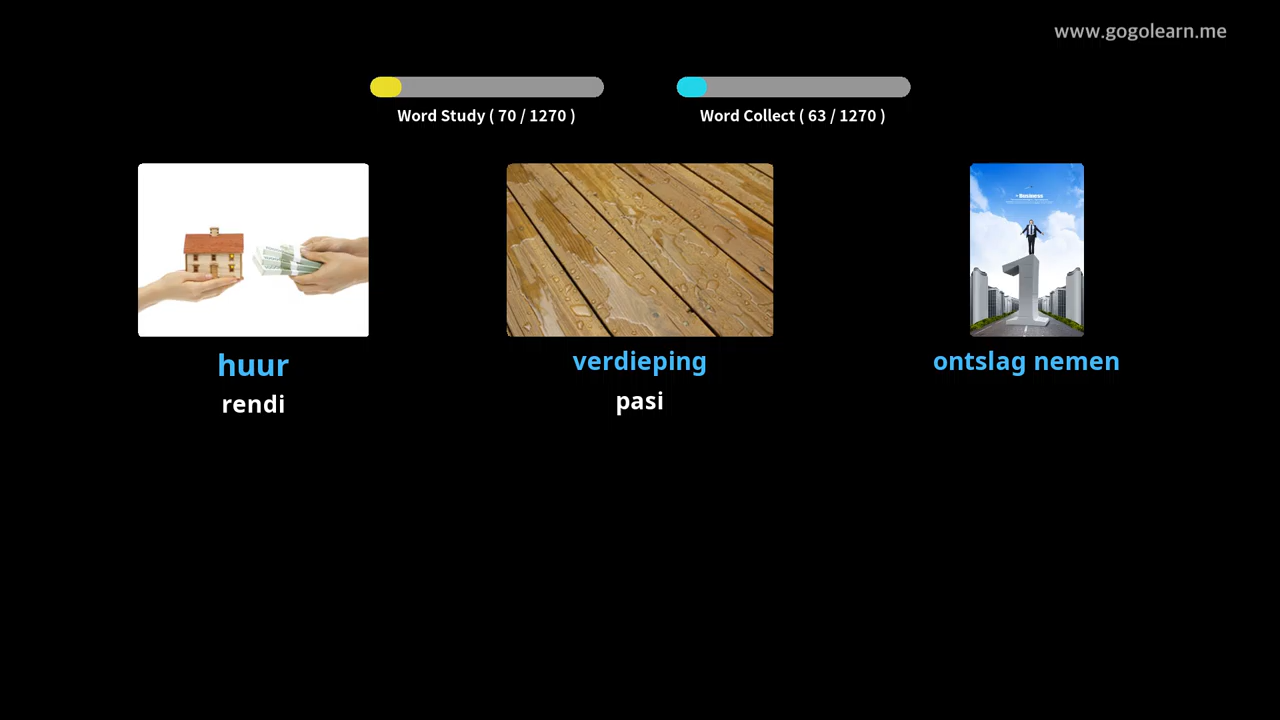 www.gogolearn.me
Word Study ( 70 / 1270 )
Word Collect ( 63 / 1270 )
huur
verdieping
ontslag nemen
rendi
pasi